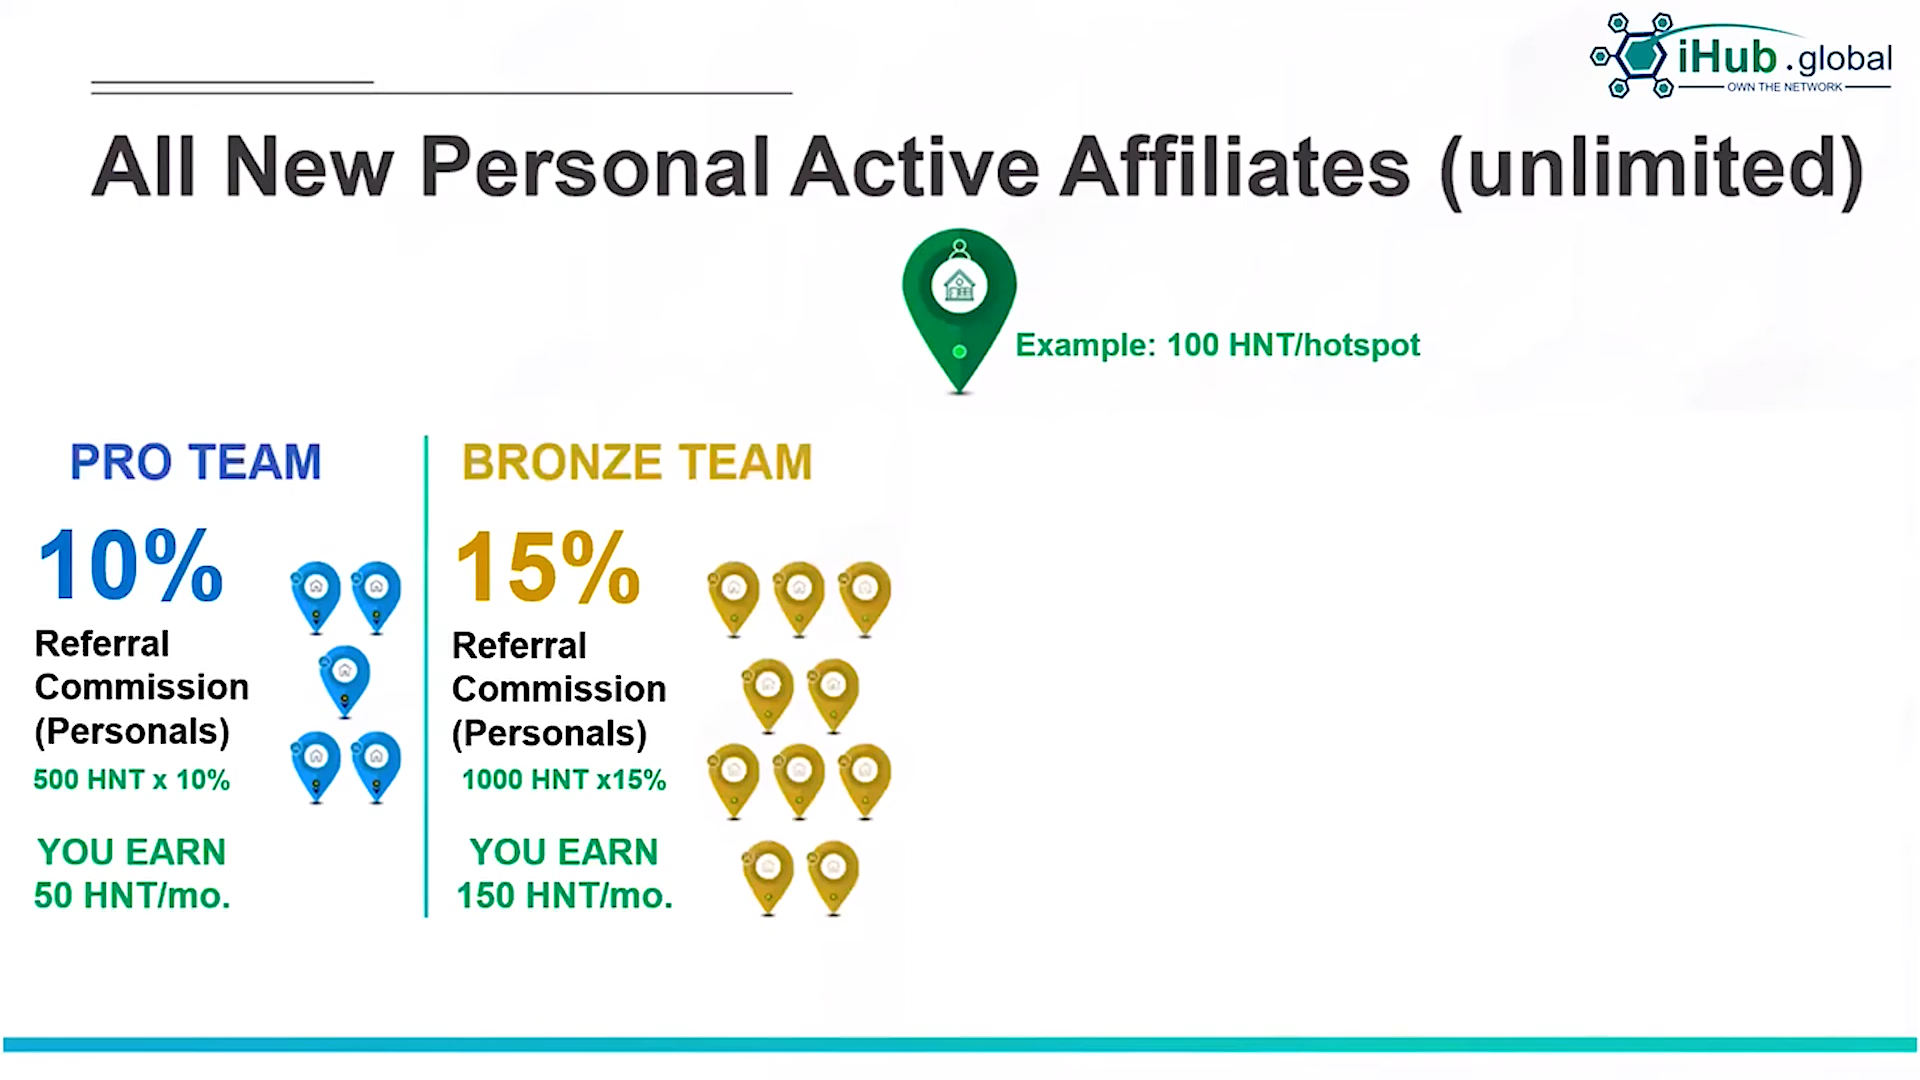 iHub.global
OWN THE NETWORK
All New Personal Active Affiliates (unlimited)
Example: 100 HNT/hotspot
PRO TEAM
10%
Referral
Commission
(Personals)
500 HNT x 10%
YOU EARN
50 HNT/mo.
BRONZE TEAM
15%
Referral
Commission
(Personals)
1000 HNT x15%
YOU EARN
150 HNT/mo.